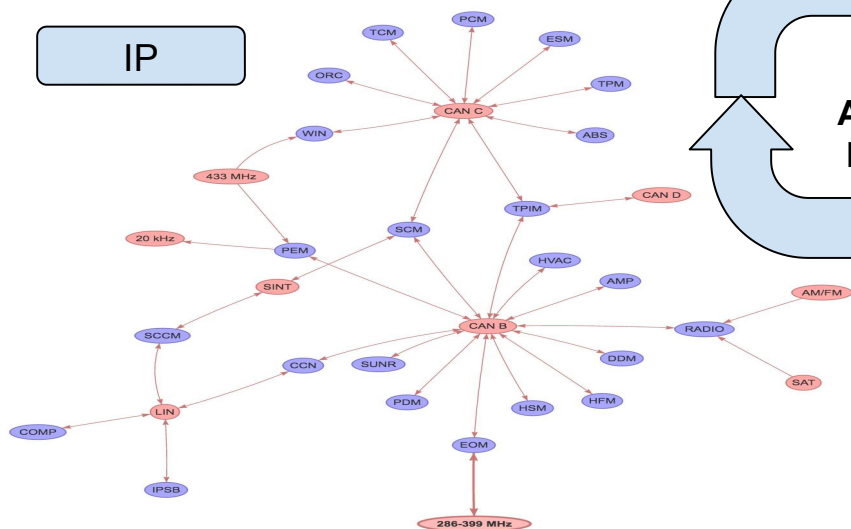 IP
PCM
TCM
ESM
ORC
TPM
CAN C
WIN
ABS
433 MHz
CAN D
TPIM
SCM
20 kHz
PEM
HVAC
AMP
SINT
AM/FM
CAN B
RADIO
SCCM
DDM
CCN
SUNR
SAT
PDM
HSM
HFM
LIN
COMP
EOM
IPSB
286-399 MHz